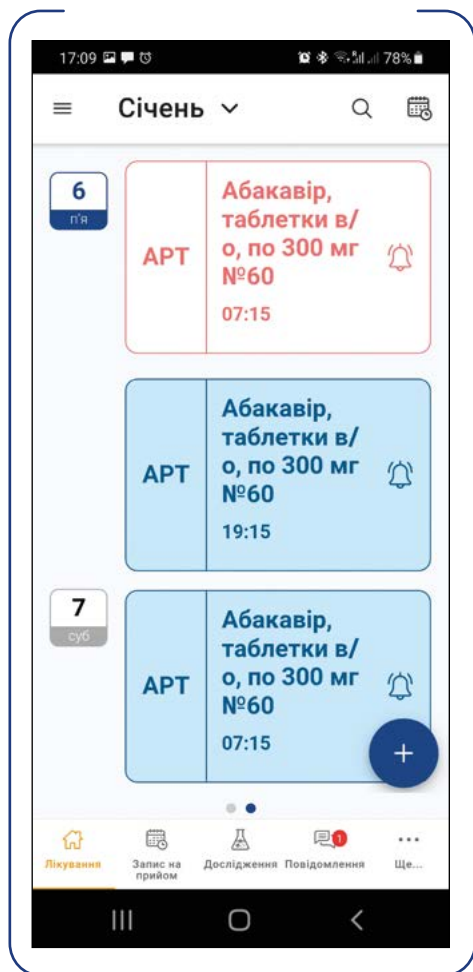 17:09 78%
Січень
6
п'я
АРТ
Абакавір,
таблетки в/
о, по 300 мг
№60
07:15
АРТ
Абакавір,
таблетки в/
о, по 300 мг
№60
19:15
7
суб
АРТ
Абакавір,
таблетки в/
о, по 300 мг
№60
07:15
+
Лікування
Запис на
прийом
Дослідження
Повідомлення
1
Ще...